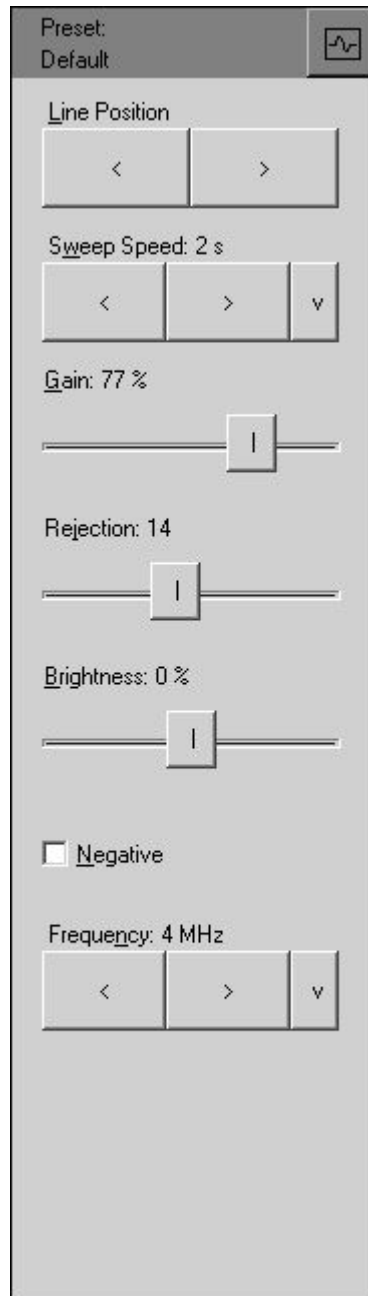 Preset:
Default
Line Position
< >
Sweep Speed: 2 s
< > v
Gain: 77 %
Rejection: 14
Brightness: 0 %
Negative
Frequency: 4 MHz
< > v